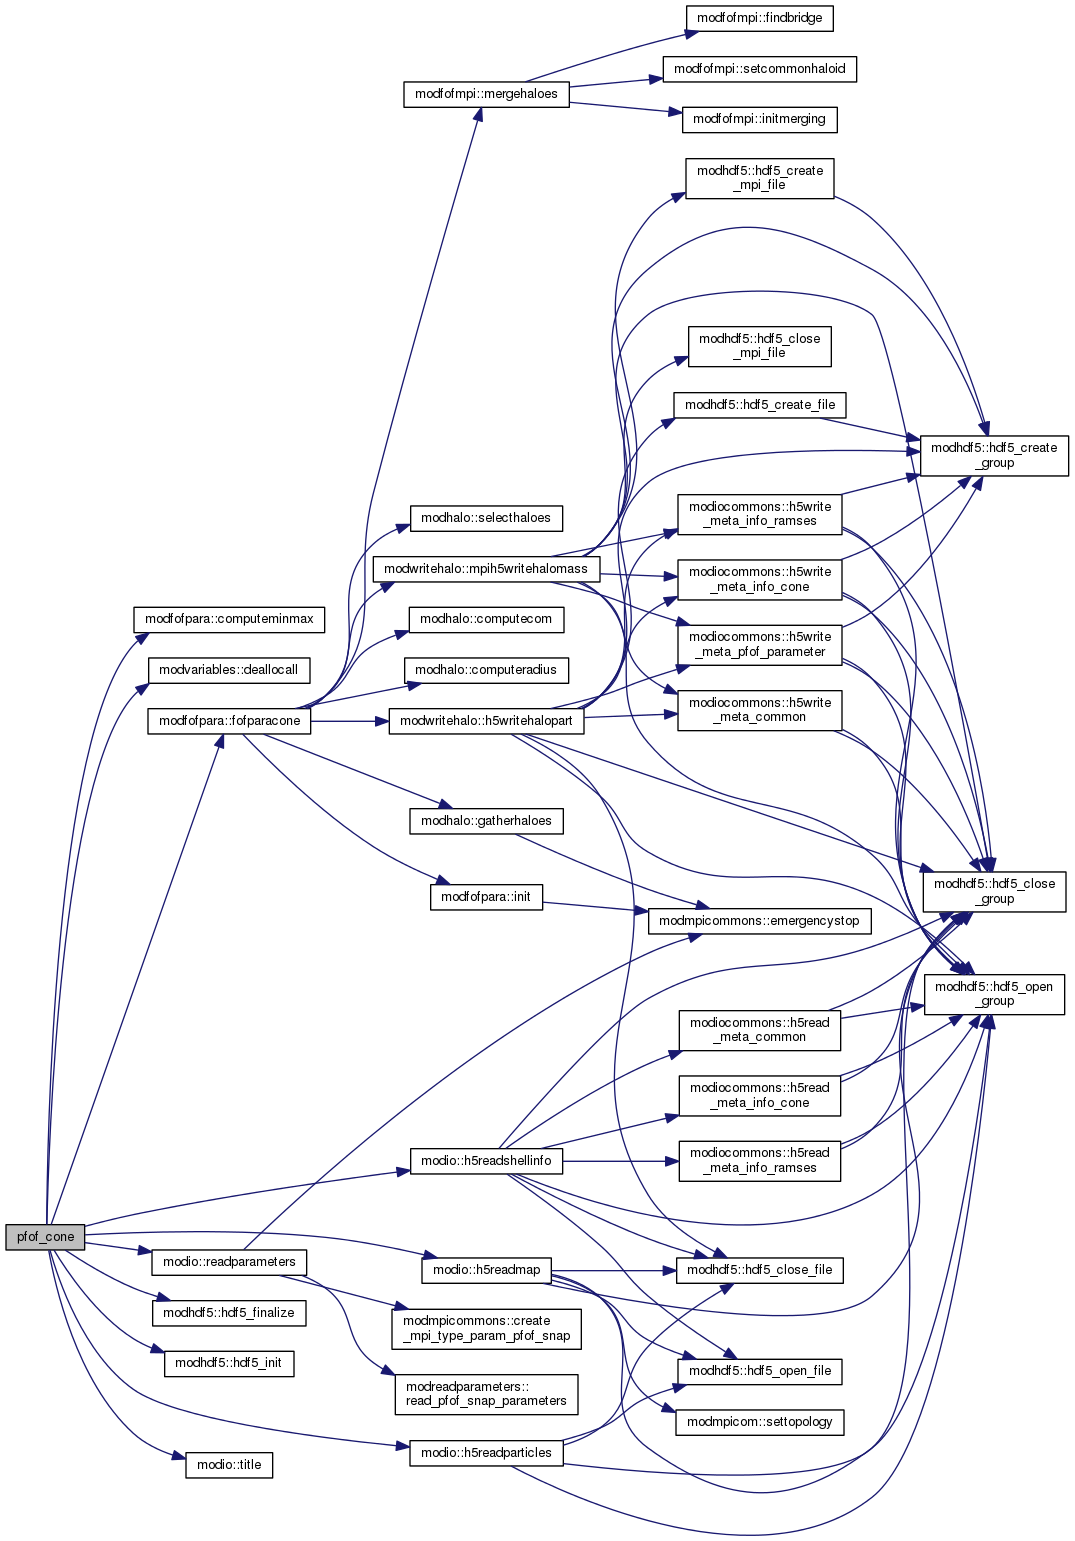 modfofmpi::findbridge
modfofmpi::setcommonhaloid
modfofmpi::mergehaloes
modfofmpi::initmerging
modhdf5::hdf5_create
_mpi_file
modhdf5::hdf5_close
_mpi_file
modhdf5::hdf5_create_file
modhdf5::hdf5_create
_group
modiocommons::h5write
_meta_info_ramses
modhalo::selecthaloes
modwritehalo::mpih5writehalomass
modiocommons::h5write
_meta_info_cone
modfofpara::computeminmax
modhalo::computecom
modiocommons::h5write
_meta_pfof_parameter
modvariables::deallocall
modhalo::computeradius
modfofpara::fofparacone
modwritehalo::h5writehalopart
modiocommons::h5write
_meta_common
modhalo::gatherhaloes
modfofpara::init
modmpicommons::emergencystop
modhdf5::hdf5_close
_group
modhdf5::hdf5_open
_group
modiocommons::h5read
_meta_common
modiocommons::h5read
_meta_info_cone
modio::h5readshellinfo
modiocommons::h5read
_meta_info_ramses
pfof_cone
modio::readparameters
modio::h5readmap
modhdf5::hdf5_close_file
modhdf5::hdf5_finalize
modmpicommons::create
_mpi_type_param_pfof_snap
modhdf5::hdf5_init
modhdf5::hdf5_open_file
modreadparameters::
read_pfof_snap_parameters
modmpicom::settopology
modio::h5readparticles
modio::title